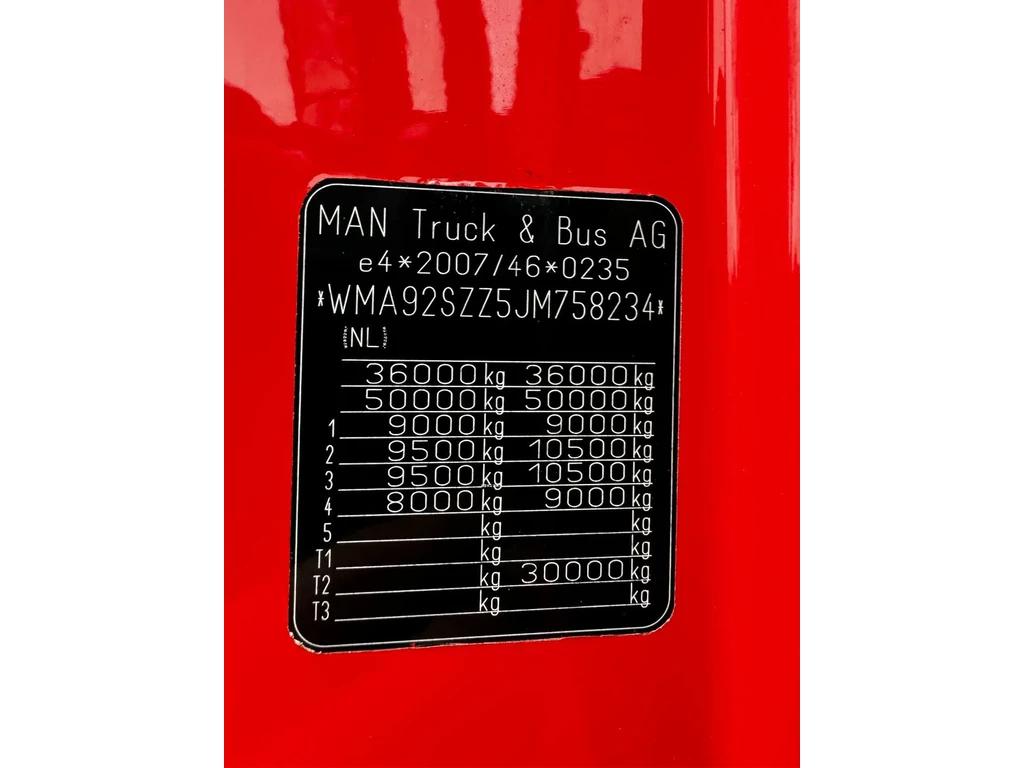 MAN Truck & Bus AG
e4*2007/46*0235
*WMA92SZZ5JM758234*
NL
36000 kg 36000 kg
50000 kg 50000 kg
1 9000 kg 9000 kg
2 9500 kg 10500 kg
3 9500 kg 10500 kg
4 8000 kg 9000 kg
5 kg kg
T1 kg kg
T2 kg 30000 kg
T3 kg kg